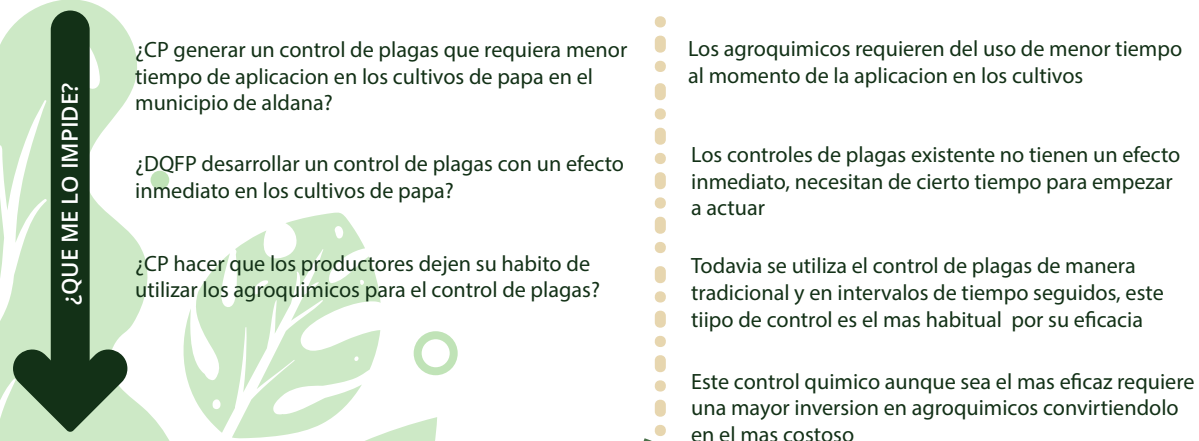 ¿QUE ME LO IMPIDE?
¿CP generar un control de plagas que requiera menor
tiempo de aplicacion en los cultivos de papa en el
municipio de aldana?
¿DQFP desarrollar un control de plagas con un efecto
inmediato en los cultivos de papa?
¿CP hacer que los productores dejen su habito de
utilizar los agroquimicos para el control de plagas?
Los agroquimicos requieren del uso de menor tiempo
al momento de la aplicacion en los cultivos
Los controles de plagas existente no tienen un efecto
inmediato, necesitan de cierto tiempo para empezar
a actuar
Todavia se utiliza el control de plagas de manera
tradicional y en intervalos de tiempo seguidos, este
tiipo de control es el mas habitual por su eficacia
Este control quimico aunque sea el mas eficaz requiere
una mayor inversion en agroquimicos convirtiendolo
en el mas costoso